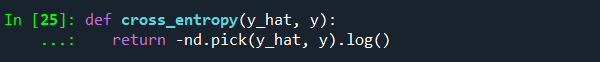 In [25]: def cross_entropy(y_hat, y):
    ...:     return -nd.pick(y_hat, y).log()